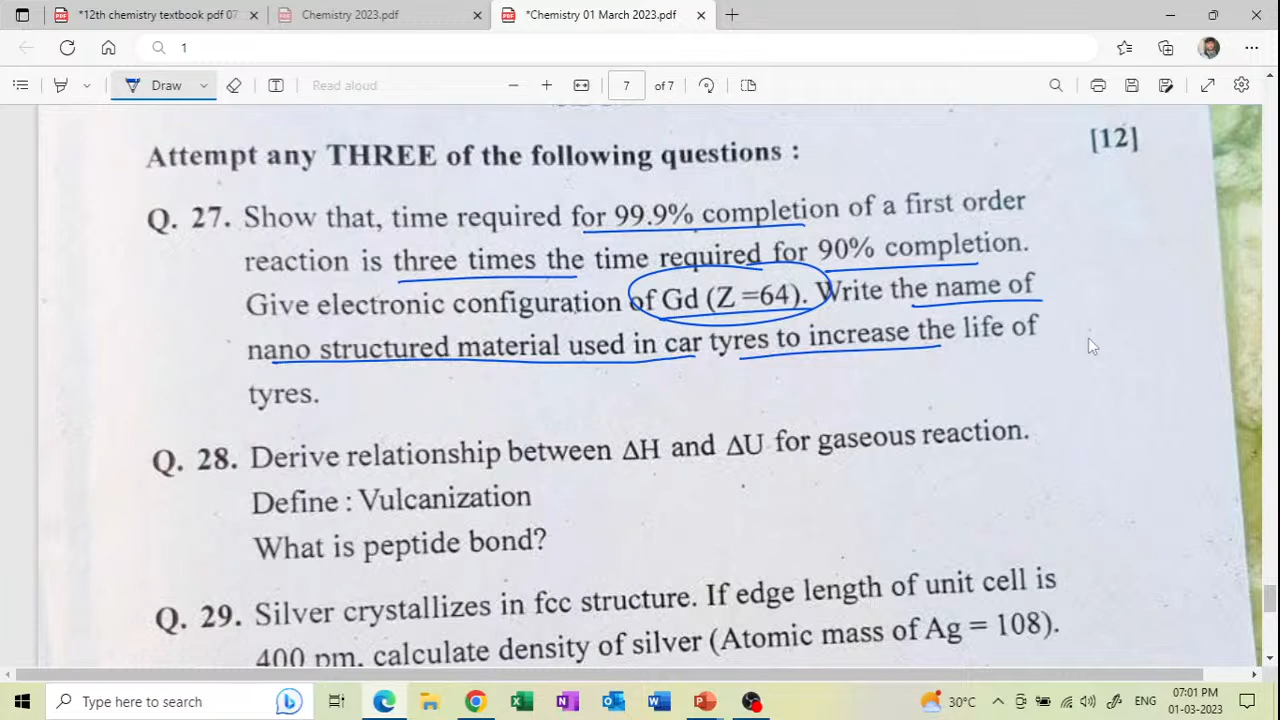 *12th chemistry textbook pdf 07
Chemistry 2023.pdf
*Chemistry 01 March 2023.pdf
1
Draw
Read aloud
7 of 7
Attempt any THREE of the following questions : [12]
Q. 27. Show that, time required for 99.9% completion of a first order
reaction is three times the time required for 90% completion.
Give electronic configuration of Gd (Z =64). Write the name of
nano structured material used in car tyres to increase the life of
tyres.
Q. 28. Derive relationship between ΔH and ΔU for gaseous reaction.
Define : Vulcanization
What is peptide bond?
Q. 29. Silver crystallizes in fcc structure. If edge length of unit cell is
400 pm, calculate density of silver (Atomic mass of Ag = 108).
Type here to search
30°C
ENG
07:01 PM
01-03-2023